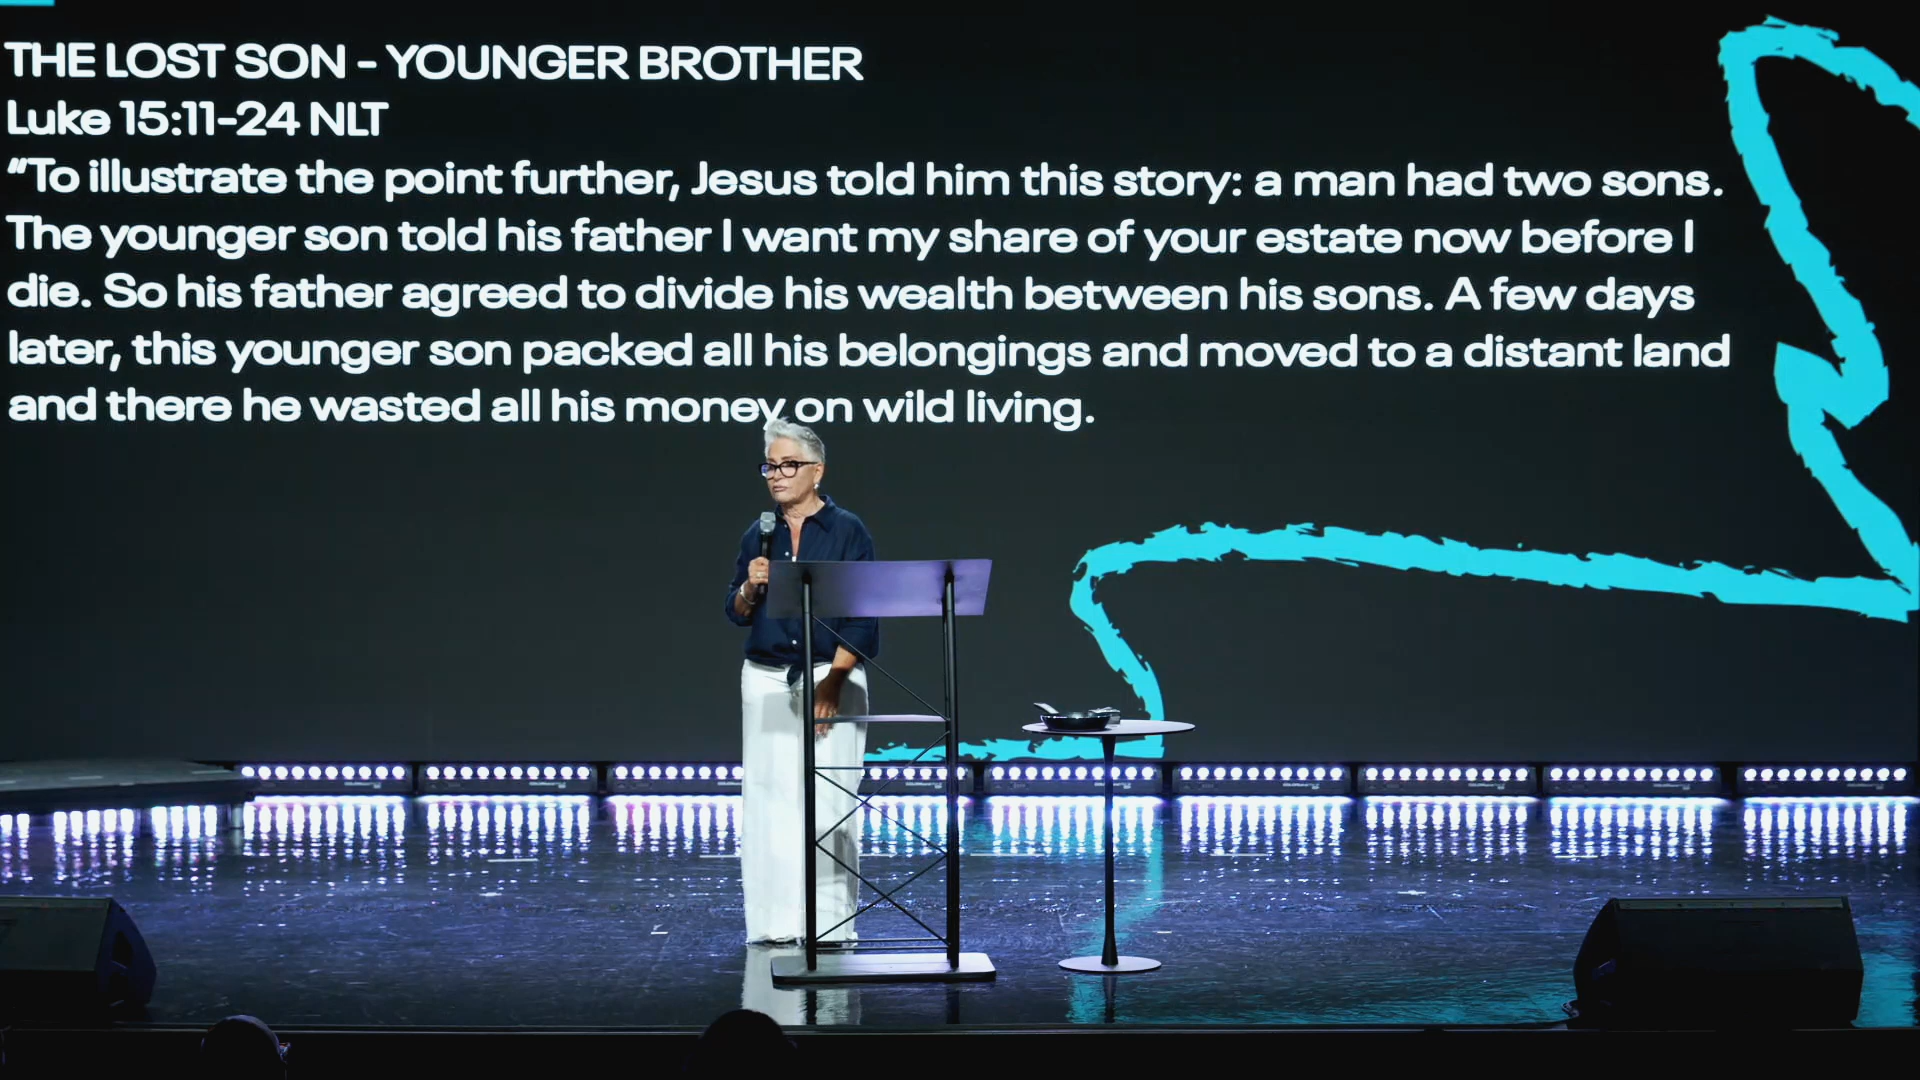 THE LOST SON - YOUNGER BROTHER
Luke 15:11-24 NLT
“To illustrate the point further, Jesus told him this story: a man had two sons.
The younger son told his father I want my share of your estate now before I
die. So his father agreed to divide his wealth between his sons. A few days
later, this younger son packed all his belongings and moved to a distant land
and there he wasted all his money on wild living.